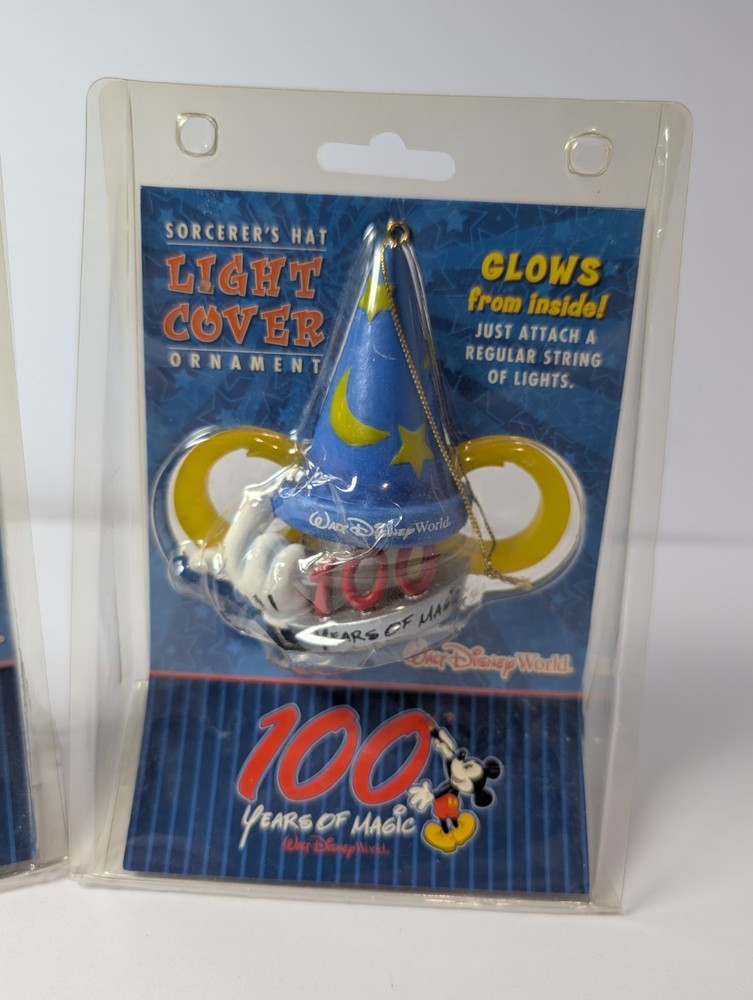 SORCERER'S HAT
LIGHT
COVER
ORNAMENT
GLOWS
from inside!
JUST ATTACH A
REGULAR STRING
OF LIGHTS.
WALT DISNEY World.
100
YEARS OF MAGIC
WALT DISNEY World.
100
YEARS OF MAGIC
WALT DISNEY World.